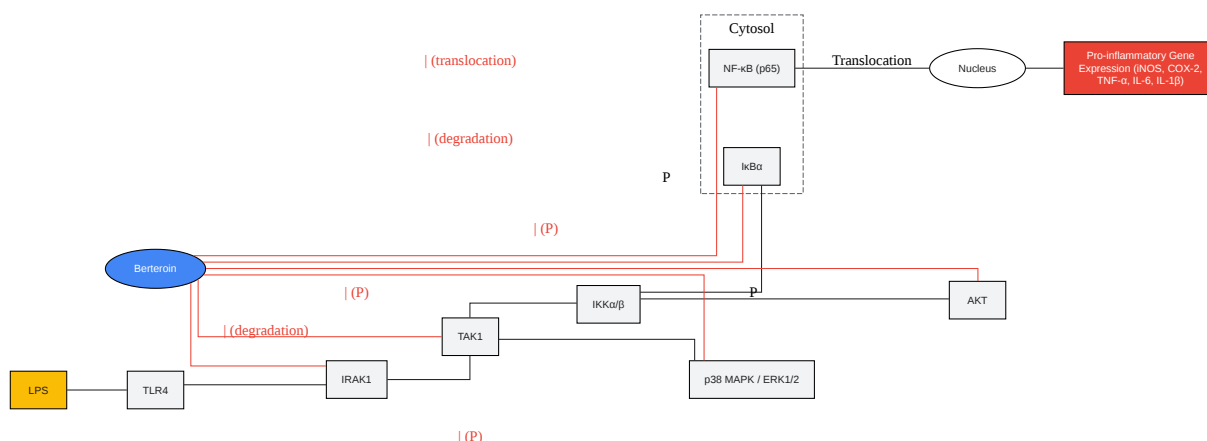 Cytosol
| (translocation)
NF-κB (p65)
Translocation
Nucleus
Pro-inflammatory Gene
Expression (iNOS, COX-2,
TNF-α, IL-6, IL-1β)
| (degradation)
IκBα
P
| (P)
Berteroin
| (P)
IKKα/β
P
AKT
| (degradation)
TAK1
LPS
TLR4
IRAK1
p38 MAPK / ERK1/2
| (P)